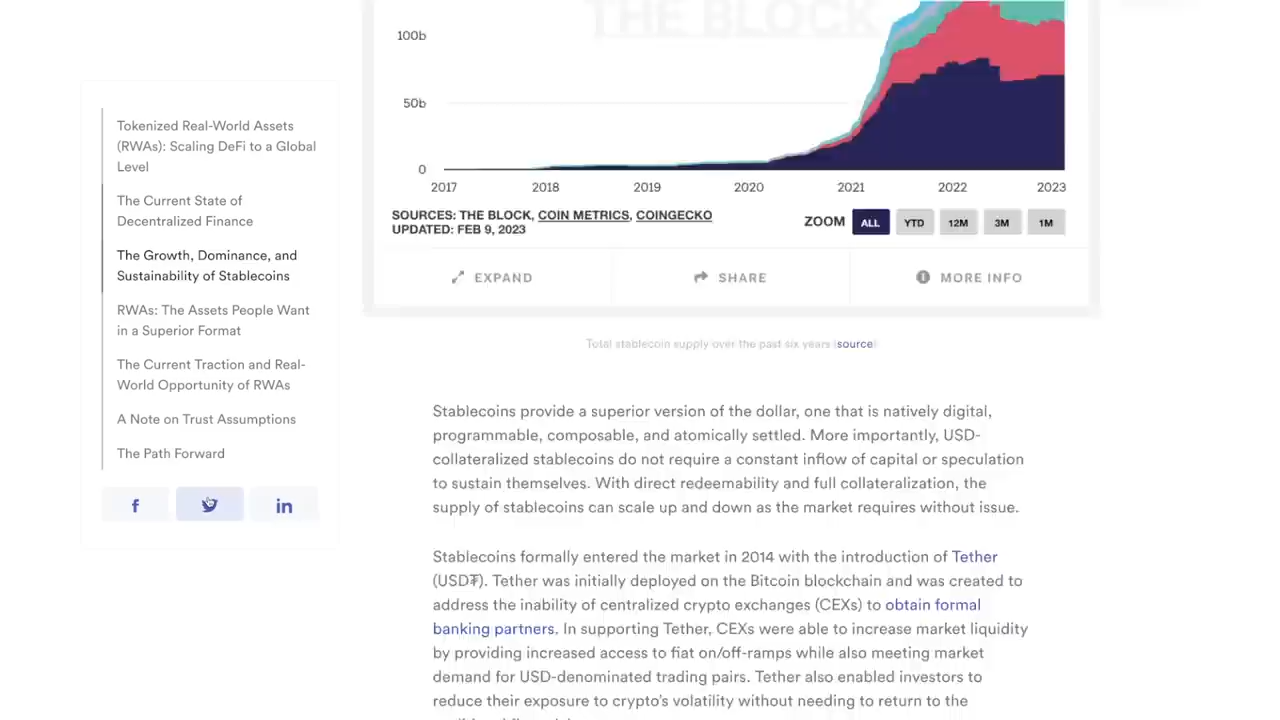 THE BLOCK
100b
50b
0
2017 2018 2019 2020 2021 2022 2023
SOURCES: THE BLOCK, COIN METRICS, COINGECKO
UPDATED: FEB 9, 2023
ZOOM ALL YTD 12M 3M 1M
EXPAND SHARE MORE INFO
Total stablecoin supply over the past six years (source)
Tokenized Real-World Assets
(RWAs): Scaling DeFi to a Global
Level
The Current State of
Decentralized Finance
The Growth, Dominance, and
Sustainability of Stablecoins
RWAs: The Assets People Want
in a Superior Format
The Current Traction and Real-
World Opportunity of RWAs
A Note on Trust Assumptions
The Path Forward
f
in
Stablecoins provide a superior version of the dollar, one that is natively digital,
programmable, composable, and atomically settled. More importantly, USD-
collateralized stablecoins do not require a constant inflow of capital or speculation
to sustain themselves. With direct redeemability and full collateralization, the
supply of stablecoins can scale up and down as the market requires without issue.
Stablecoins formally entered the market in 2014 with the introduction of Tether
(USD₮). Tether was initially deployed on the Bitcoin blockchain and was created to
address the inability of centralized crypto exchanges (CEXs) to obtain formal
banking partners. In supporting Tether, CEXs were able to increase market liquidity
by providing increased access to fiat on/off-ramps while also meeting market
demand for USD-denominated trading pairs. Tether also enabled investors to
reduce their exposure to crypto's volatility without needing to return to the